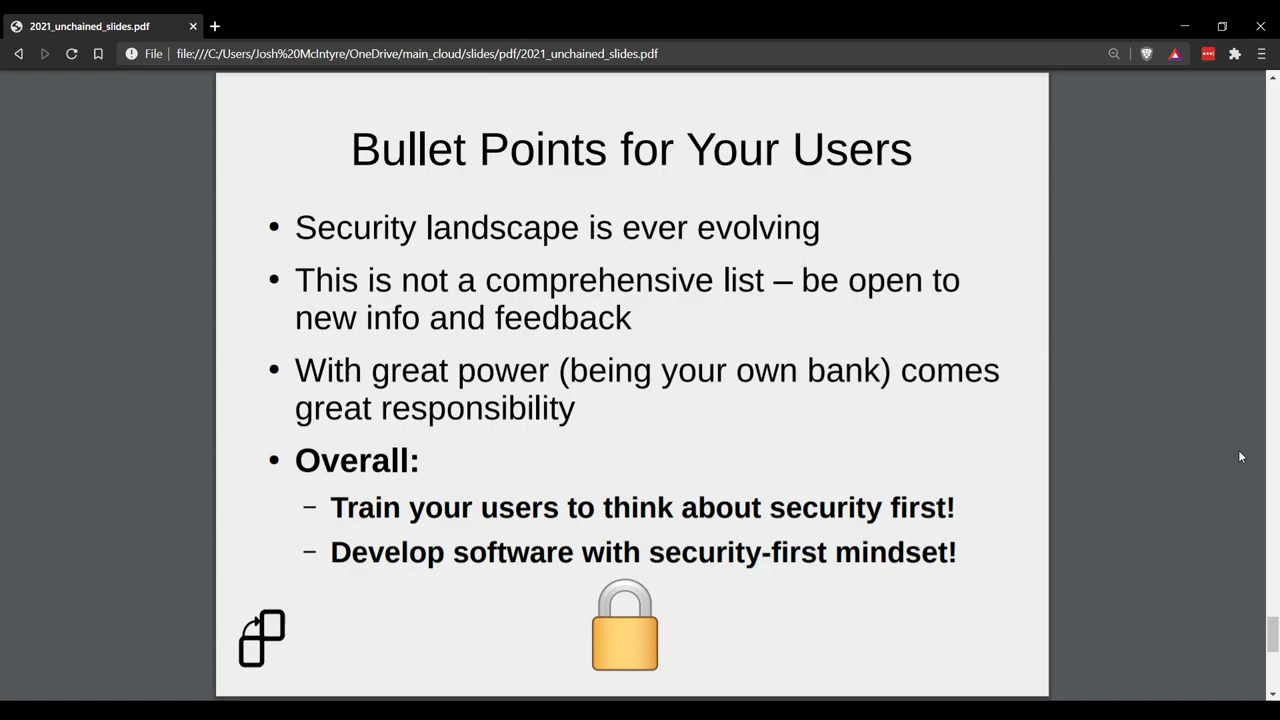 2021_unchained_slides.pdf
File
file:///C:/Users/Josh%20McIntyre/OneDrive/main_cloud/slides/pdf/2021_unchained_slides.pdf
Bullet Points for Your Users
• Security landscape is ever evolving
• This is not a comprehensive list – be open to
new info and feedback
• With great power (being your own bank) comes
great responsibility
• Overall:
– Train your users to think about security first!
– Develop software with security-first mindset!